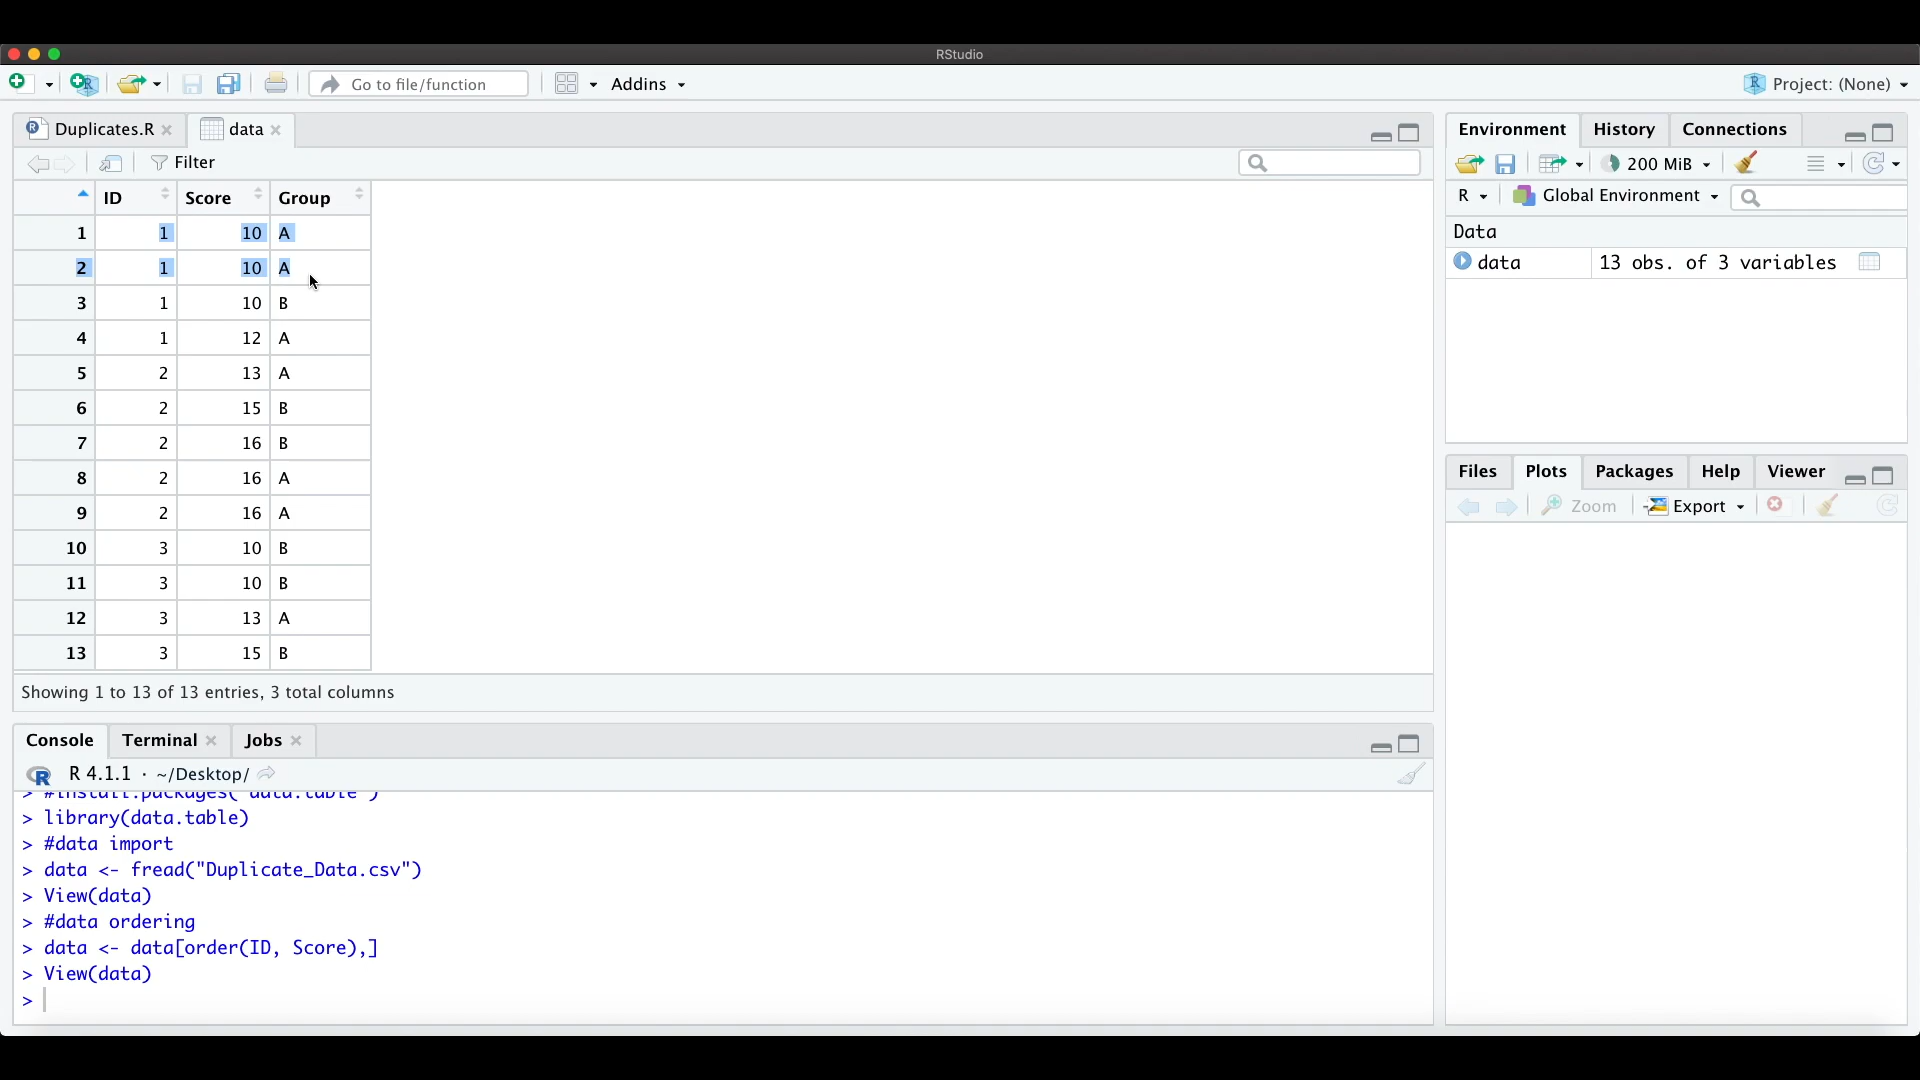 RStudio
Go to file/function
Addins
Project: (None)
Duplicates.R
data
Filter
ID Score Group
1 1 10 A
2 1 10 A
3 1 10 B
4 1 12 A
5 2 13 A
6 2 15 B
7 2 16 B
8 2 16 A
9 2 16 A
10 3 10 B
11 3 10 B
12 3 13 A
13 3 15 B
Showing 1 to 13 of 13 entries, 3 total columns
Console Terminal Jobs
R 4.1.1 · ~/Desktop/
> #install.packages("data.table")
> library(data.table)
> #data import
> data <- fread("Duplicate_Data.csv")
> View(data)
> #data ordering
> data <- data[order(ID, Score),]
> View(data)
>
Environment History Connections
200 MiB
R Global Environment
Data
data 13 obs. of 3 variables
Files Plots Packages Help Viewer
Zoom Export